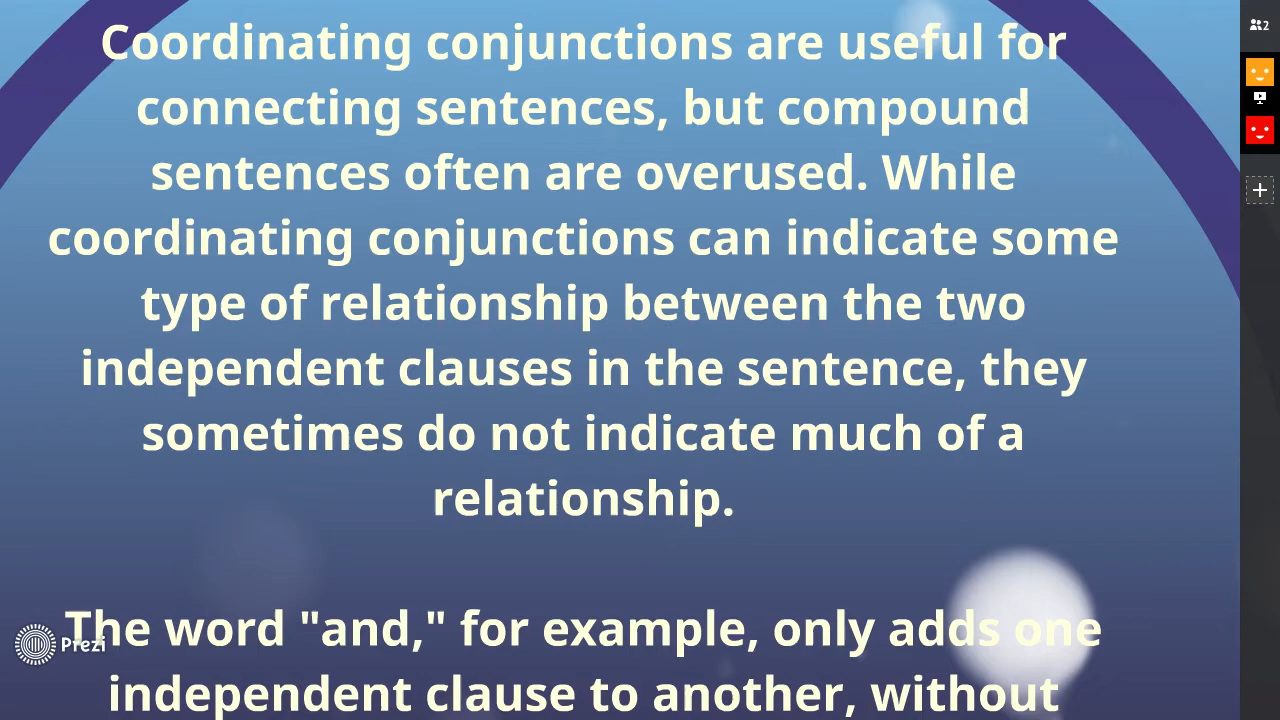 Coordinating conjunctions are useful for
connecting sentences, but compound
sentences often are overused. While
coordinating conjunctions can indicate some
type of relationship between the two
independent clauses in the sentence, they
sometimes do not indicate much of a
relationship.
The word "and," for example, only adds one
independent clause to another, without
Prezi
2